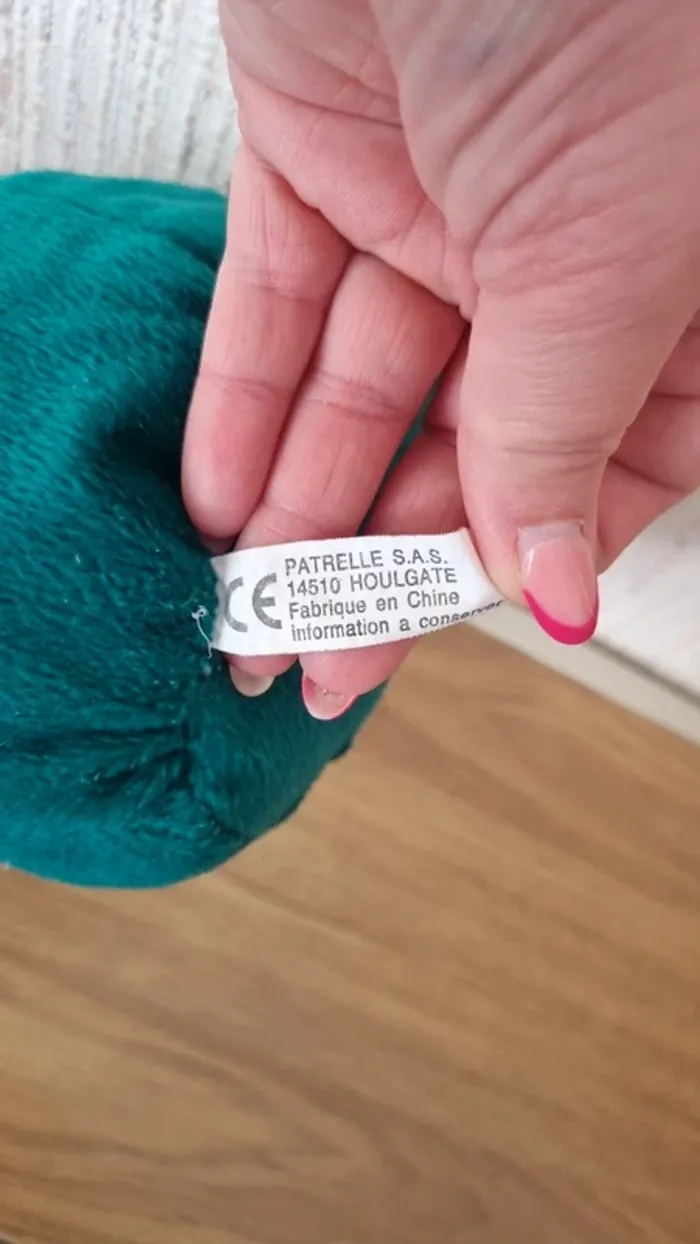 CE
PATRELLE S.A.S.
14510 HOULGATE
Fabrique en Chine
information a conserver